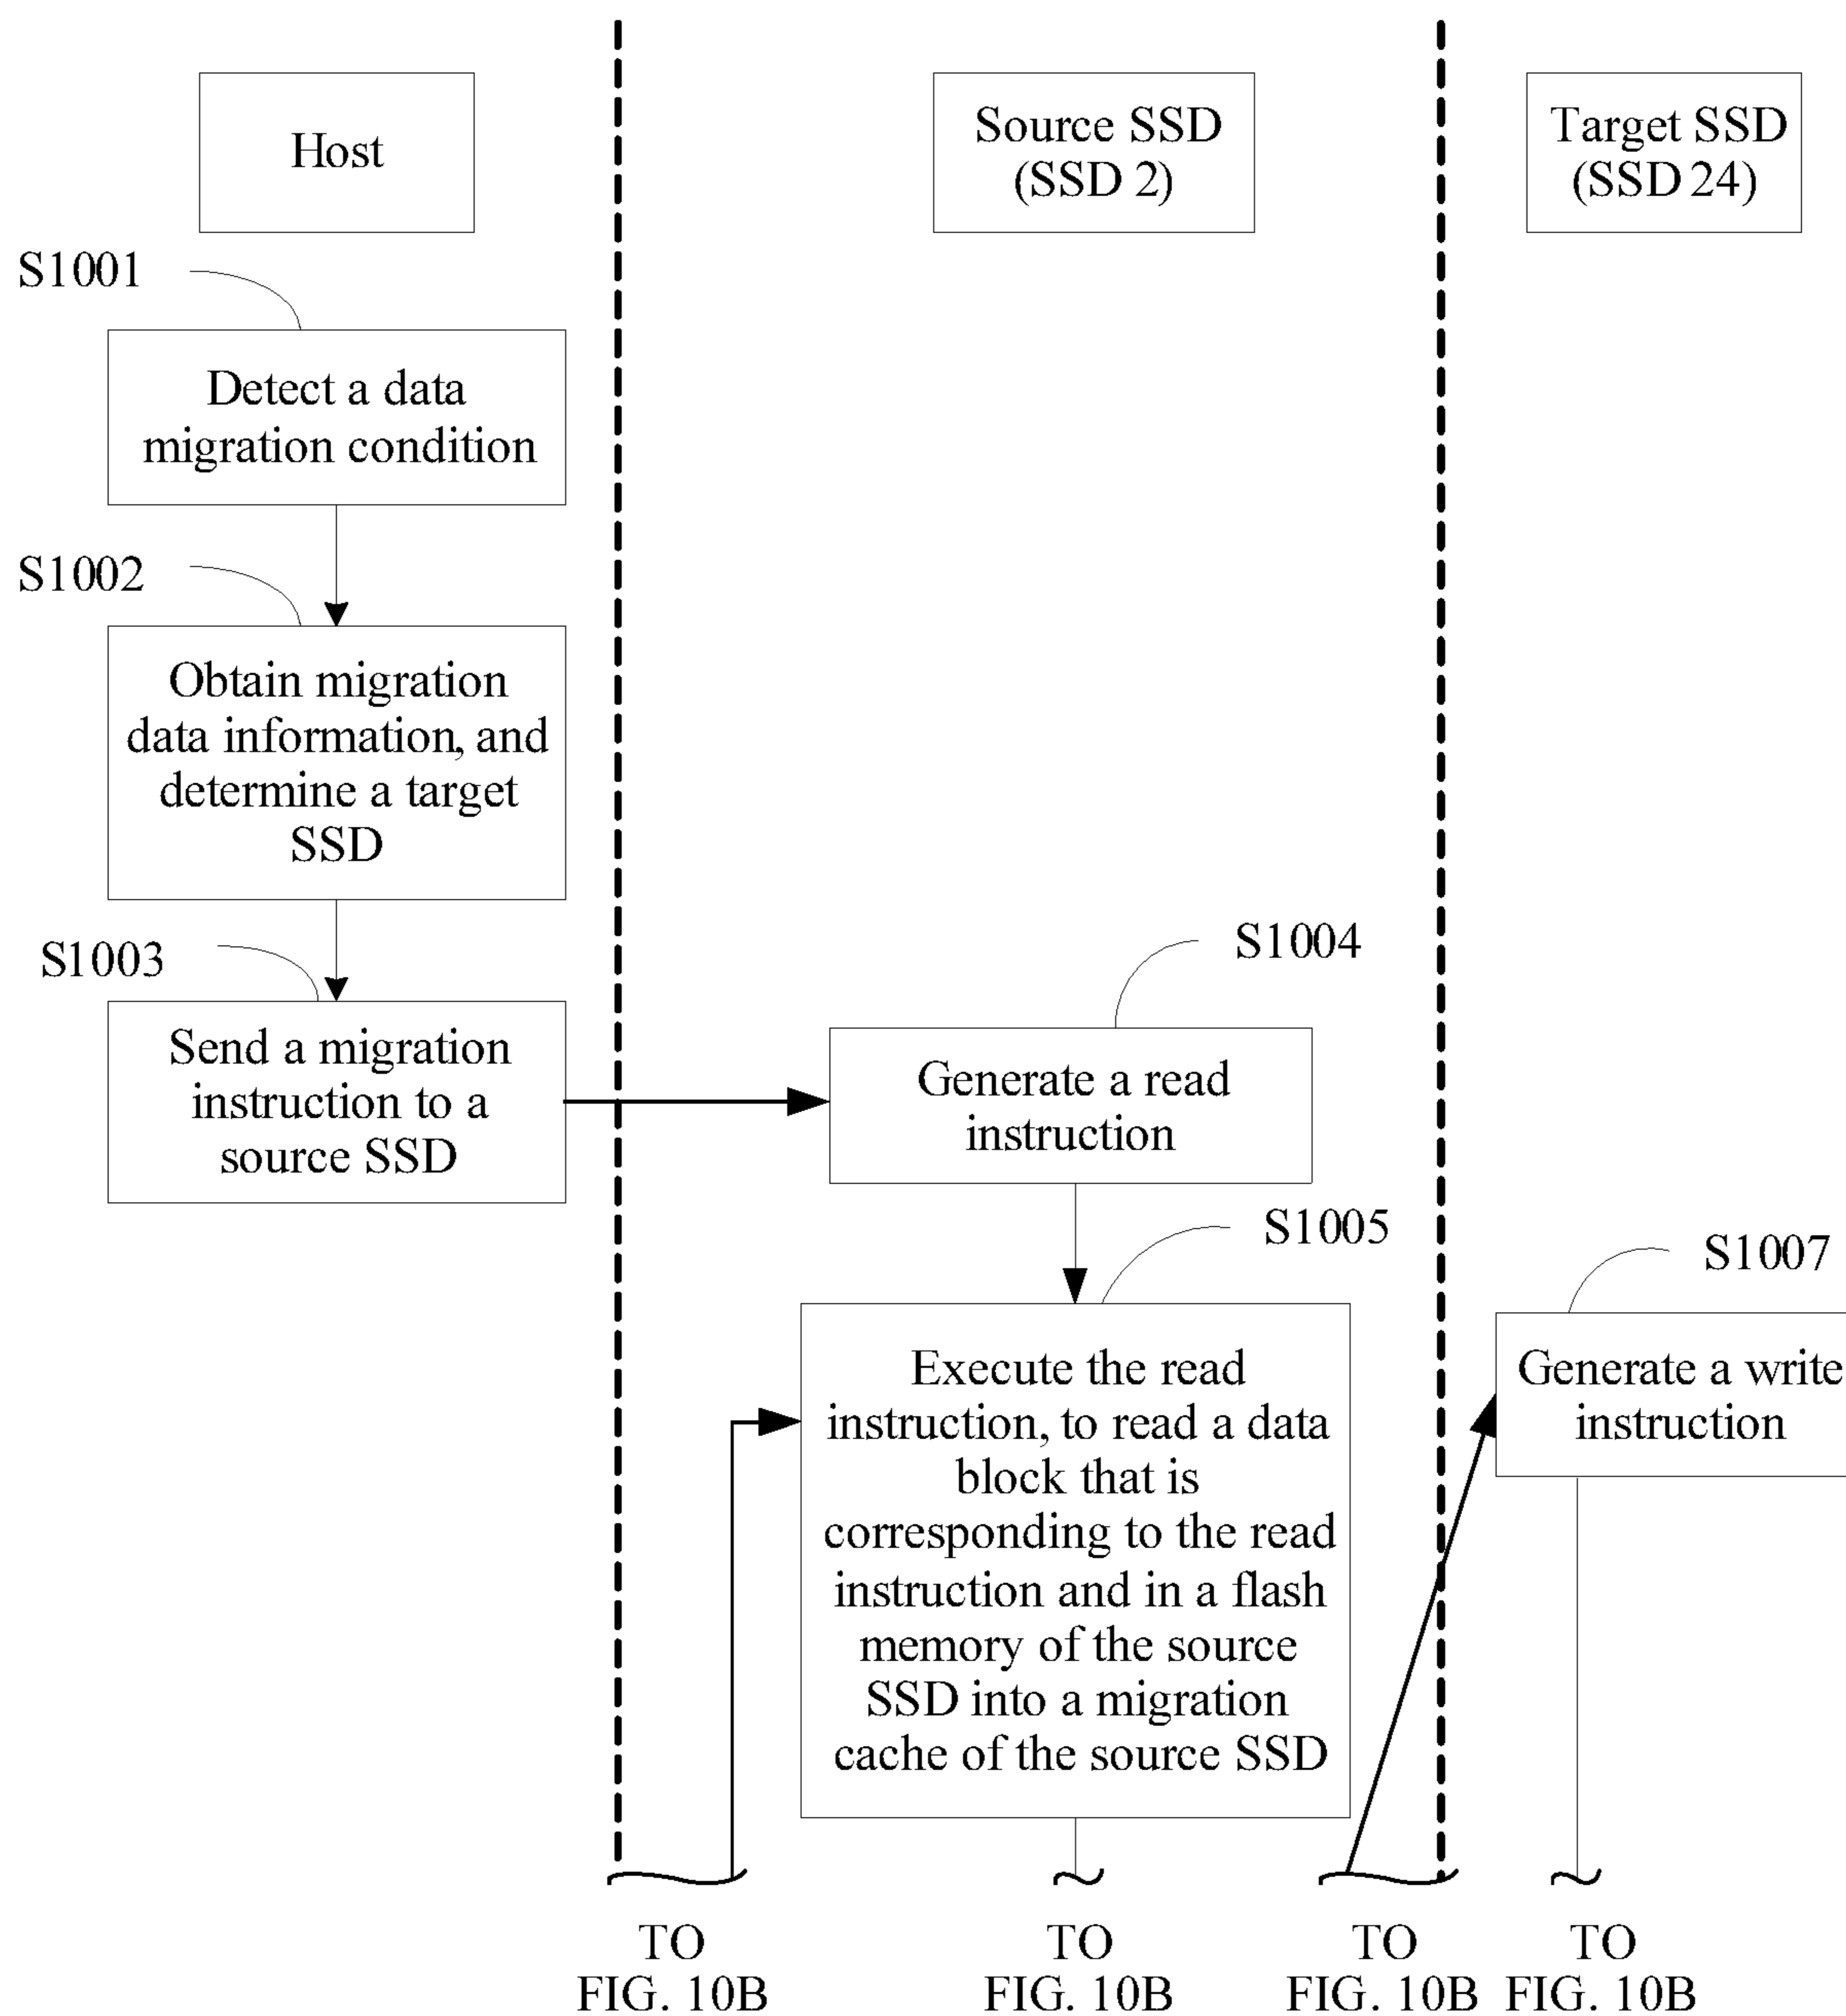 Host
Source SSD
(SSD 2)
Target SSD
(SSD 24)
S1001
Detect a data
migration condition
S1002
Obtain migration
data information, and
determine a target
SSD
S1003
Send a migration
instruction to a
source SSD
S1004
Generate a read
instruction
S1005
Execute the read
instruction, to read a data
block that is
corresponding to the read
instruction and in a flash
memory of the source
SSD into a migration
cache of the source SSD
S1007
Generate a write
instruction
TO
FIG. 10B
TO
FIG. 10B
TO
FIG. 10B
TO
FIG. 10B